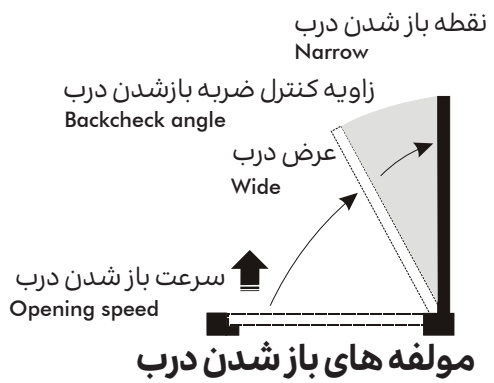 نقطه باز شدن درب
Narrow
زاویه کنترل ضربه بازشدن درب
Backcheck angle
عرض درب
Wide
سرعت باز شدن درب
Opening speed
مولفه های باز شدن درب